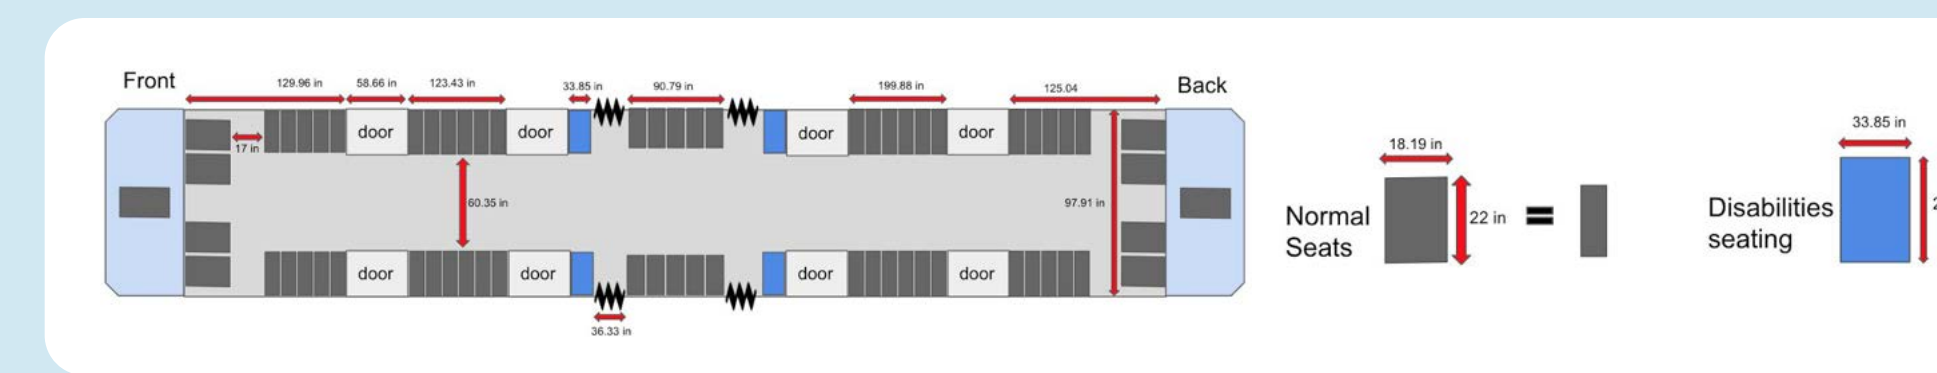 Front
129.96 in
58.66 in
123.43 in
33.85 in
90.79 in
199.88 in
125.04
Back
door
door
door
door
17 in
60.35 in
97.91 in
door
door
door
door
36.33 in
18.19 in
Normal
Seats
22 in
33.85 in
Disabilities
seating